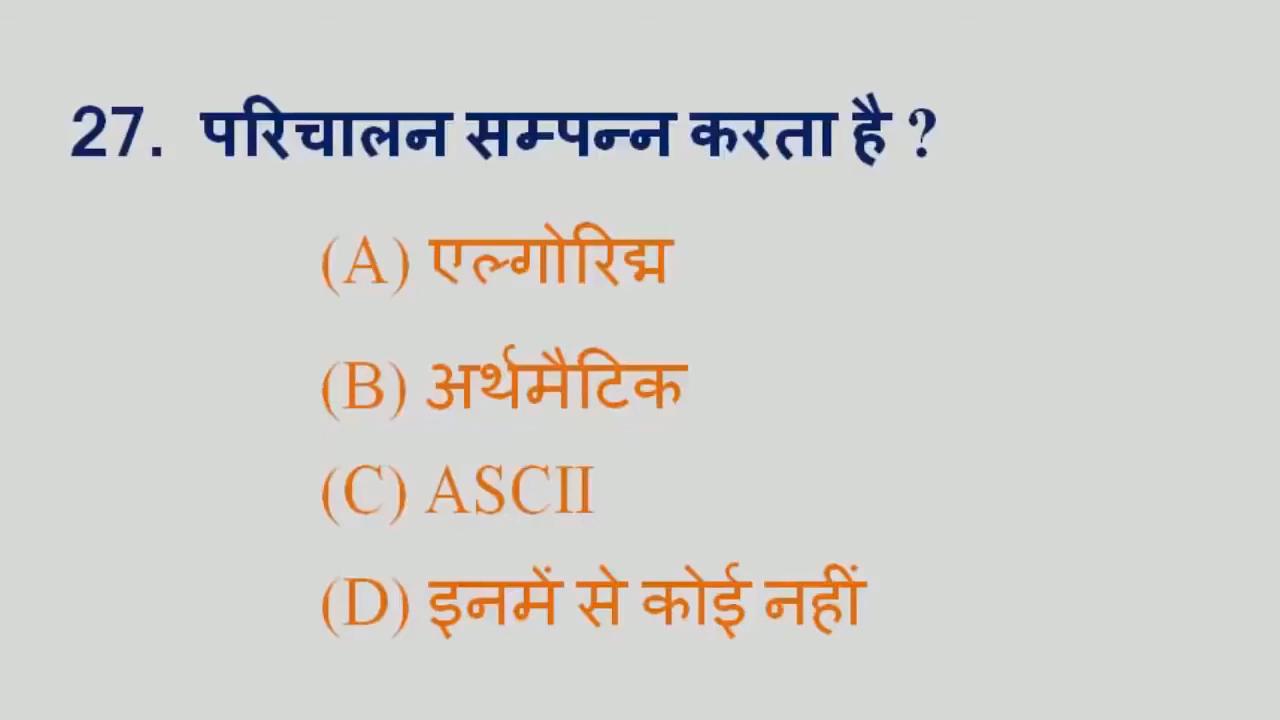 27. परिचालन सम्पन्न करता है ?
(A) एल्गोरिद्म
(B) अर्थमैटिक
(C) ASCII
(D) इनमें से कोई नहीं